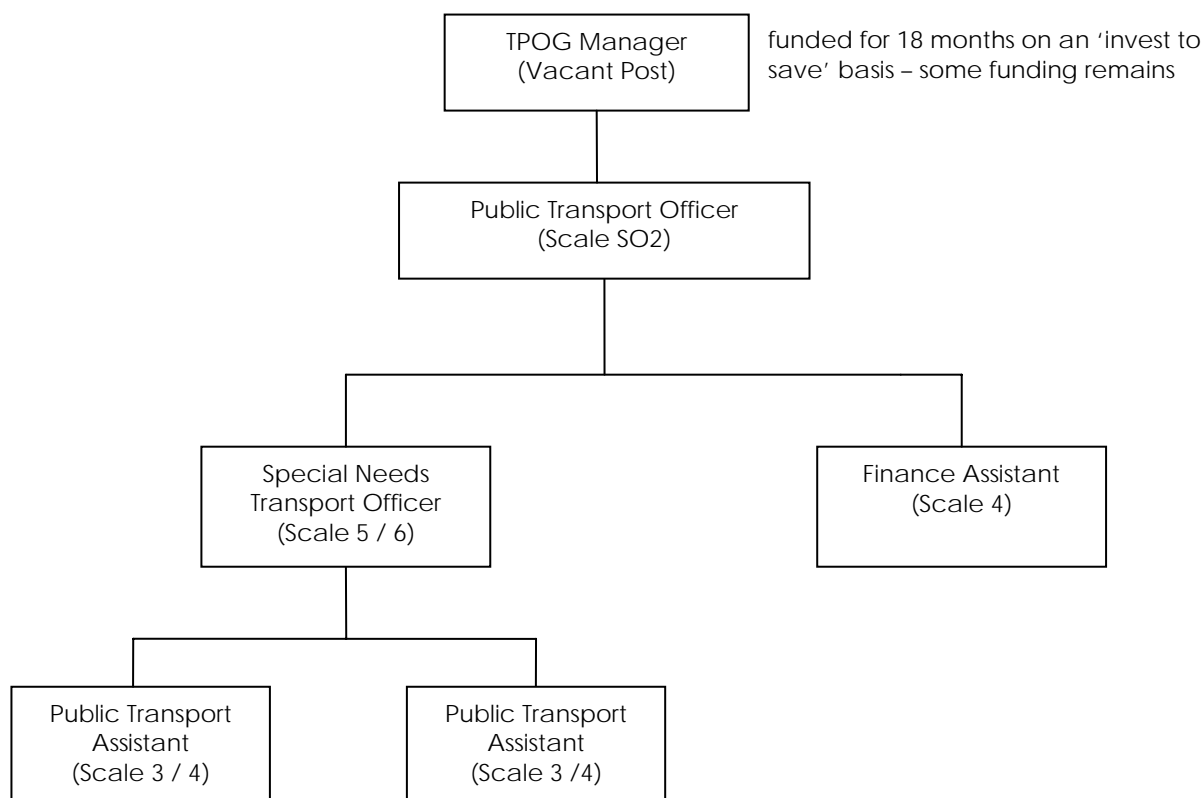 TPOG Manager
(Vacant Post)
funded for 18 months on an ‘invest to
save’ basis – some funding remains
Public Transport Officer
(Scale SO2)
Special Needs
Transport Officer
(Scale 5 / 6)
Finance Assistant
(Scale 4)
Public Transport
Assistant
(Scale 3 / 4)
Public Transport
Assistant
(Scale 3 /4)